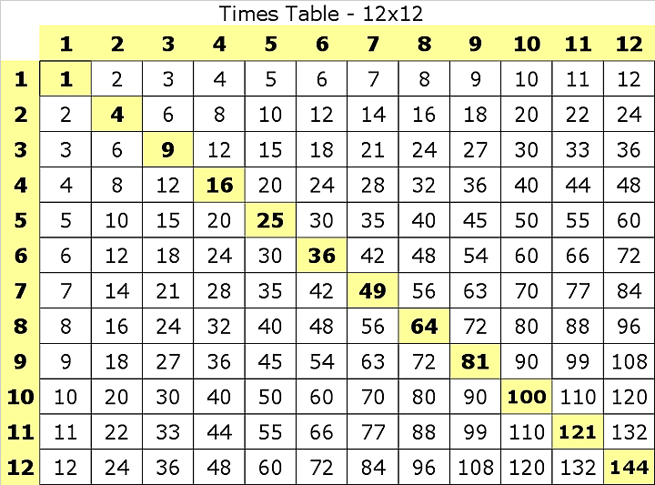 Times Table - 12x12
1 2 3 4 5 6 7 8 9 10 11 12
1 1 2 3 4 5 6 7 8 9 10 11 12
2 2 4 6 8 10 12 14 16 18 20 22 24
3 3 6 9 12 15 18 21 24 27 30 33 36
4 4 8 12 16 20 24 28 32 36 40 44 48
5 5 10 15 20 25 30 35 40 45 50 55 60
6 6 12 18 24 30 36 42 48 54 60 66 72
7 7 14 21 28 35 42 49 56 63 70 77 84
8 8 16 24 32 40 48 56 64 72 80 88 96
9 9 18 27 36 45 54 63 72 81 90 99 108
10 10 20 30 40 50 60 70 80 90 100 110 120
11 11 22 33 44 55 66 77 88 99 110 121 132
12 12 24 36 48 60 72 84 96 108 120 132 144